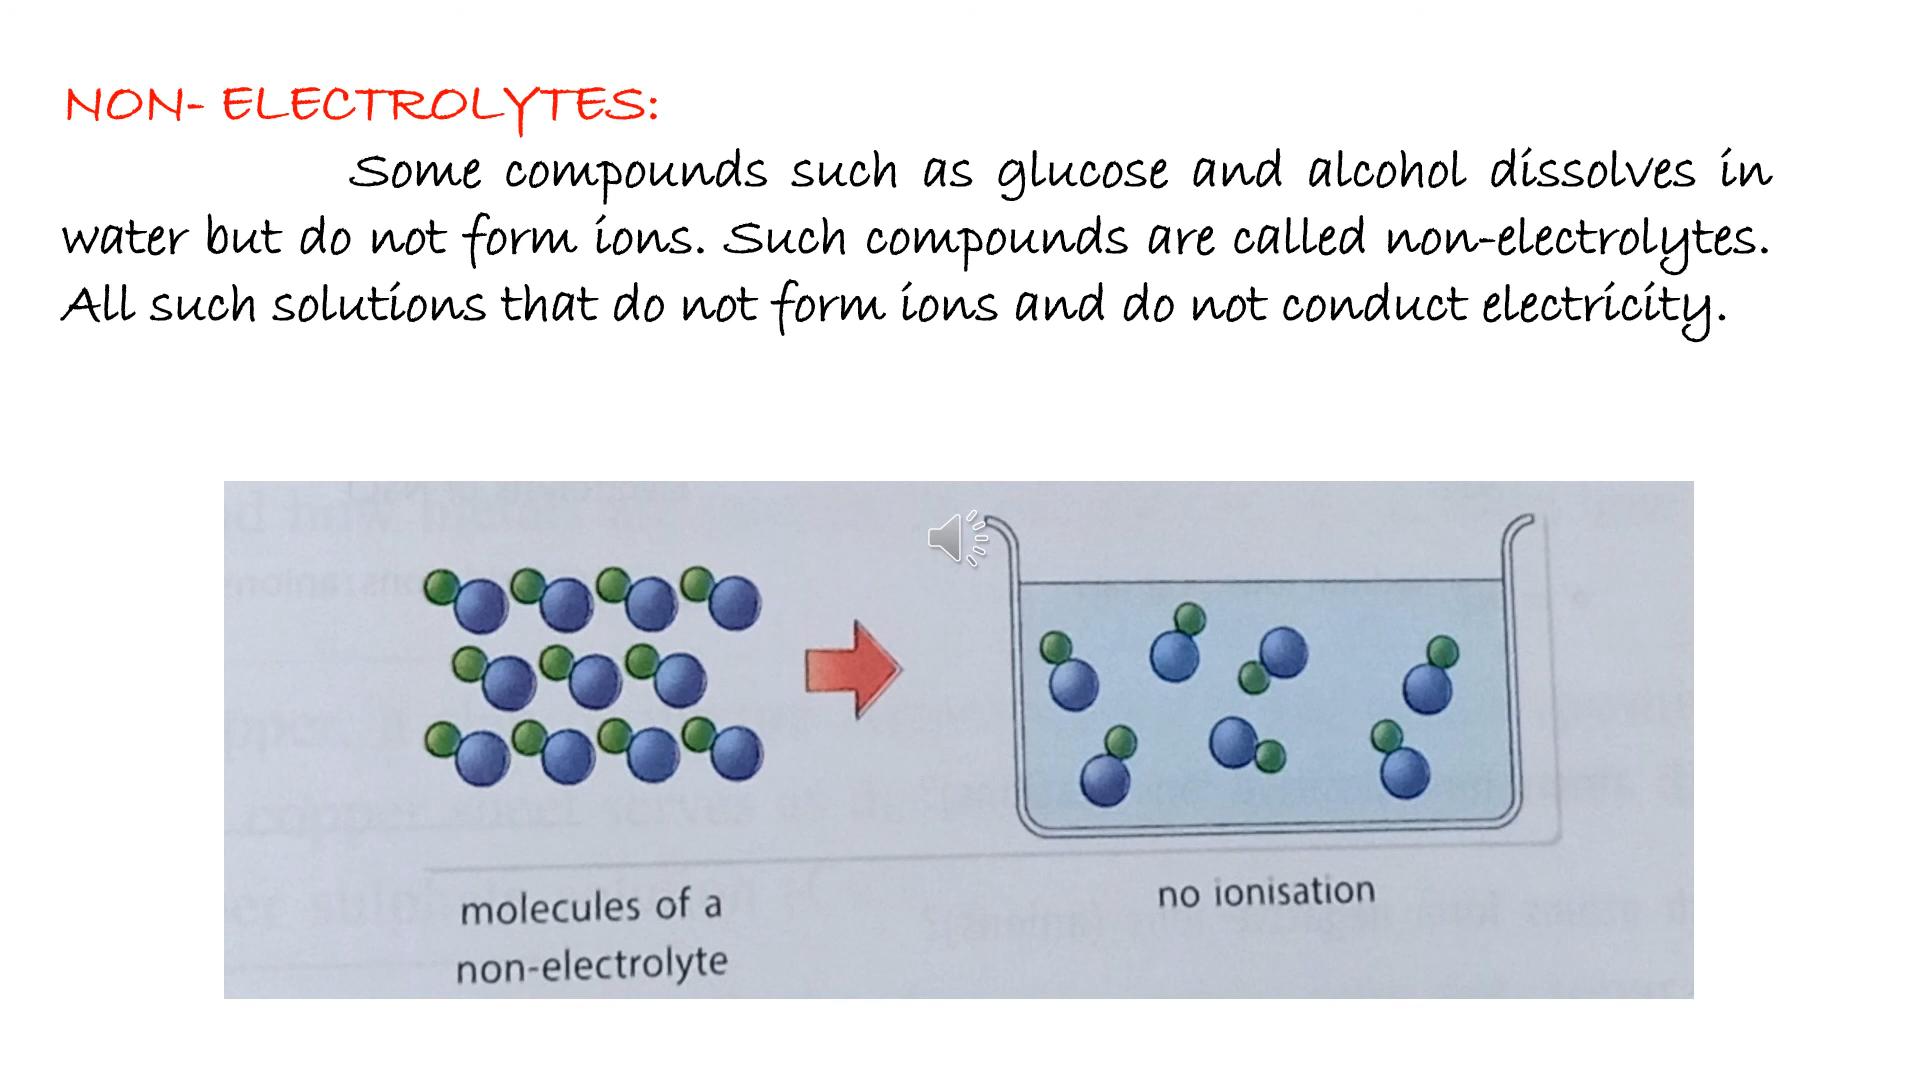 NON- ELECTROLYTES:
Some compounds such as glucose and alcohol dissolves in
water but do not form ions. Such compounds are called non-electrolytes.
All such solutions that do not form ions and do not conduct electricity.
molecules of a
non-electrolyte
no ionisation